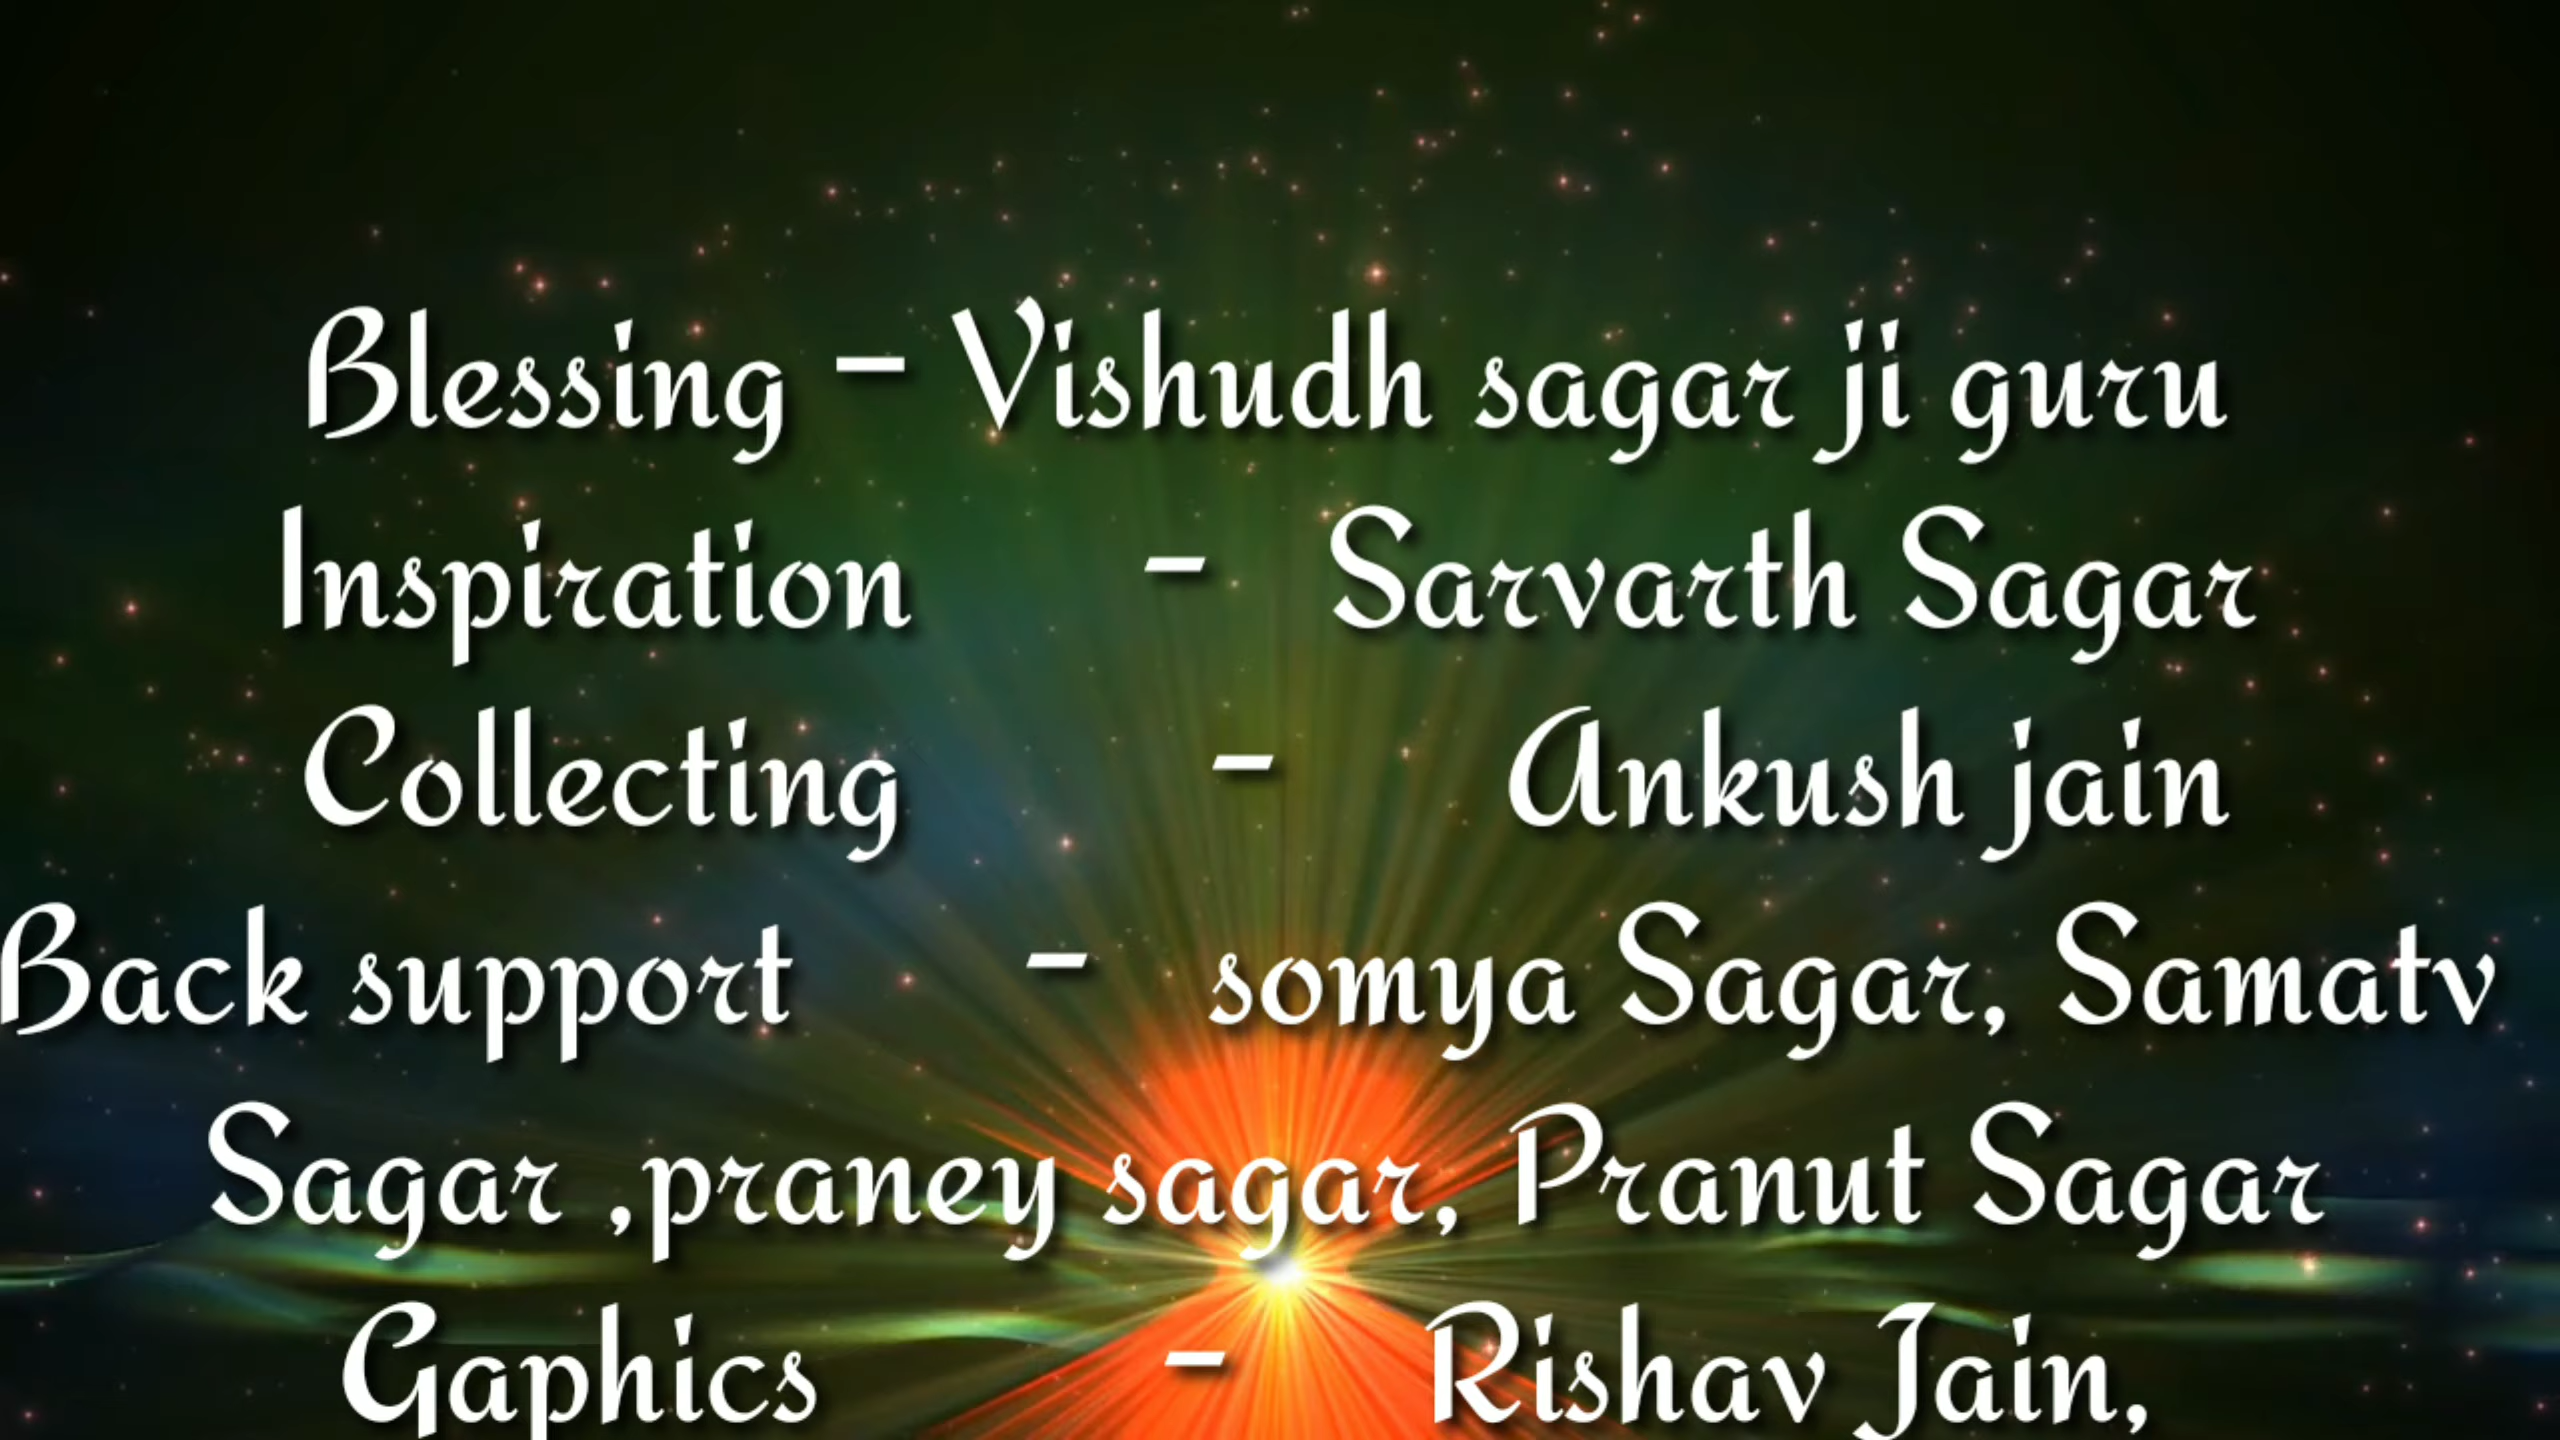 Blessing - Vishudh sagar ji guru
Inspiration - Sarvarth Sagar
Collecting - Ankush jain
Back support - somya Sagar, Samatv
Sagar ,praney sagar, Pranut Sagar
Gaphics - Rishav Jain,